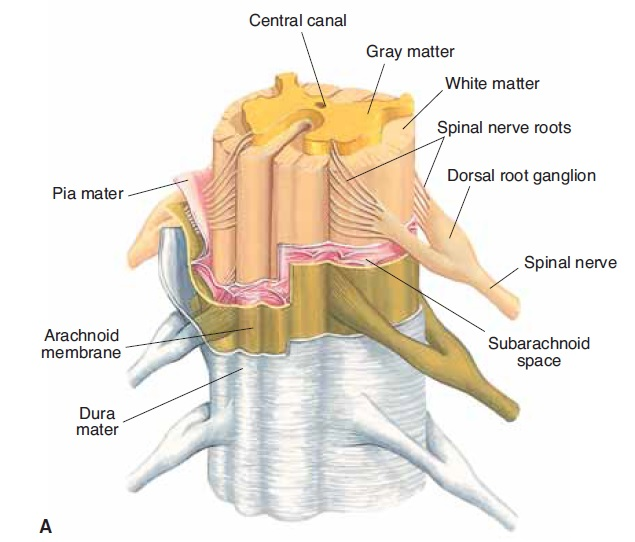 Central canal
Gray matter
White matter
Spinal nerve roots
Dorsal root ganglion
Pia mater
Spinal nerve
Arachnoid
membrane
Subarachnoid
space
Dura
mater
A